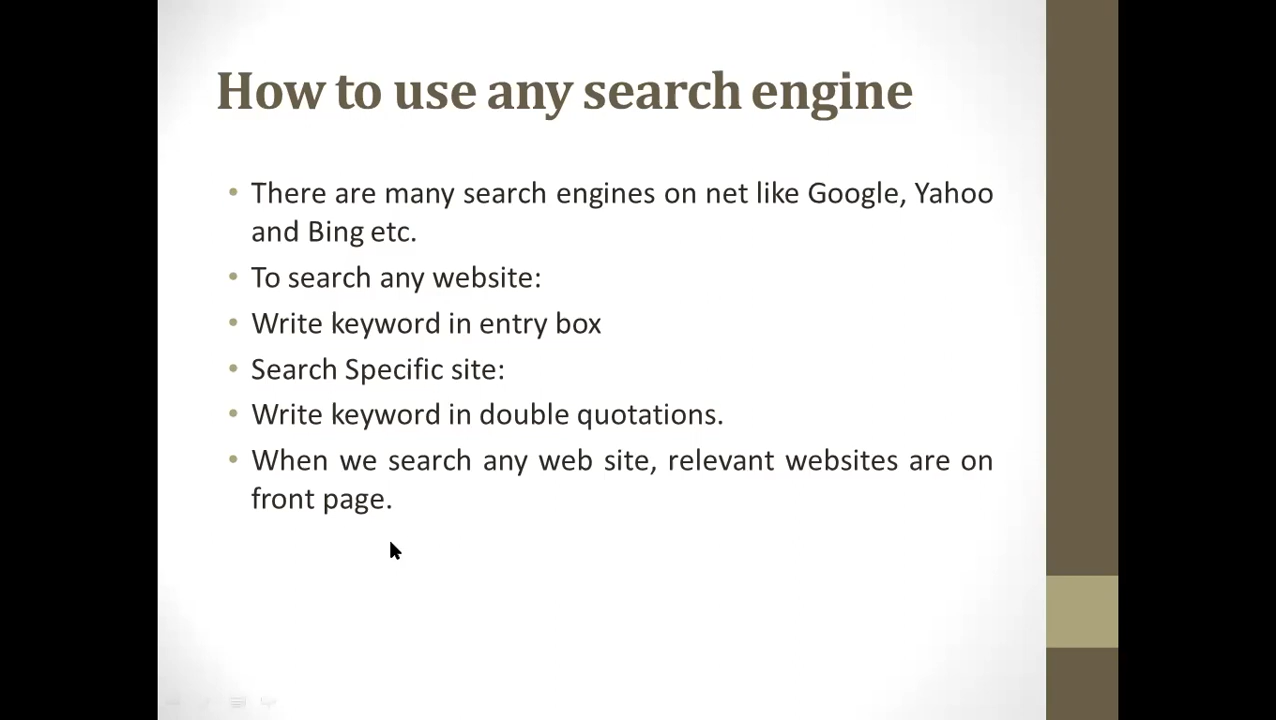 How to use any search engine
• There are many search engines on net like Google, Yahoo
and Bing etc.
• To search any website:
• Write keyword in entry box
• Search Specific site:
• Write keyword in double quotations.
• When we search any web site, relevant websites are on
front page.